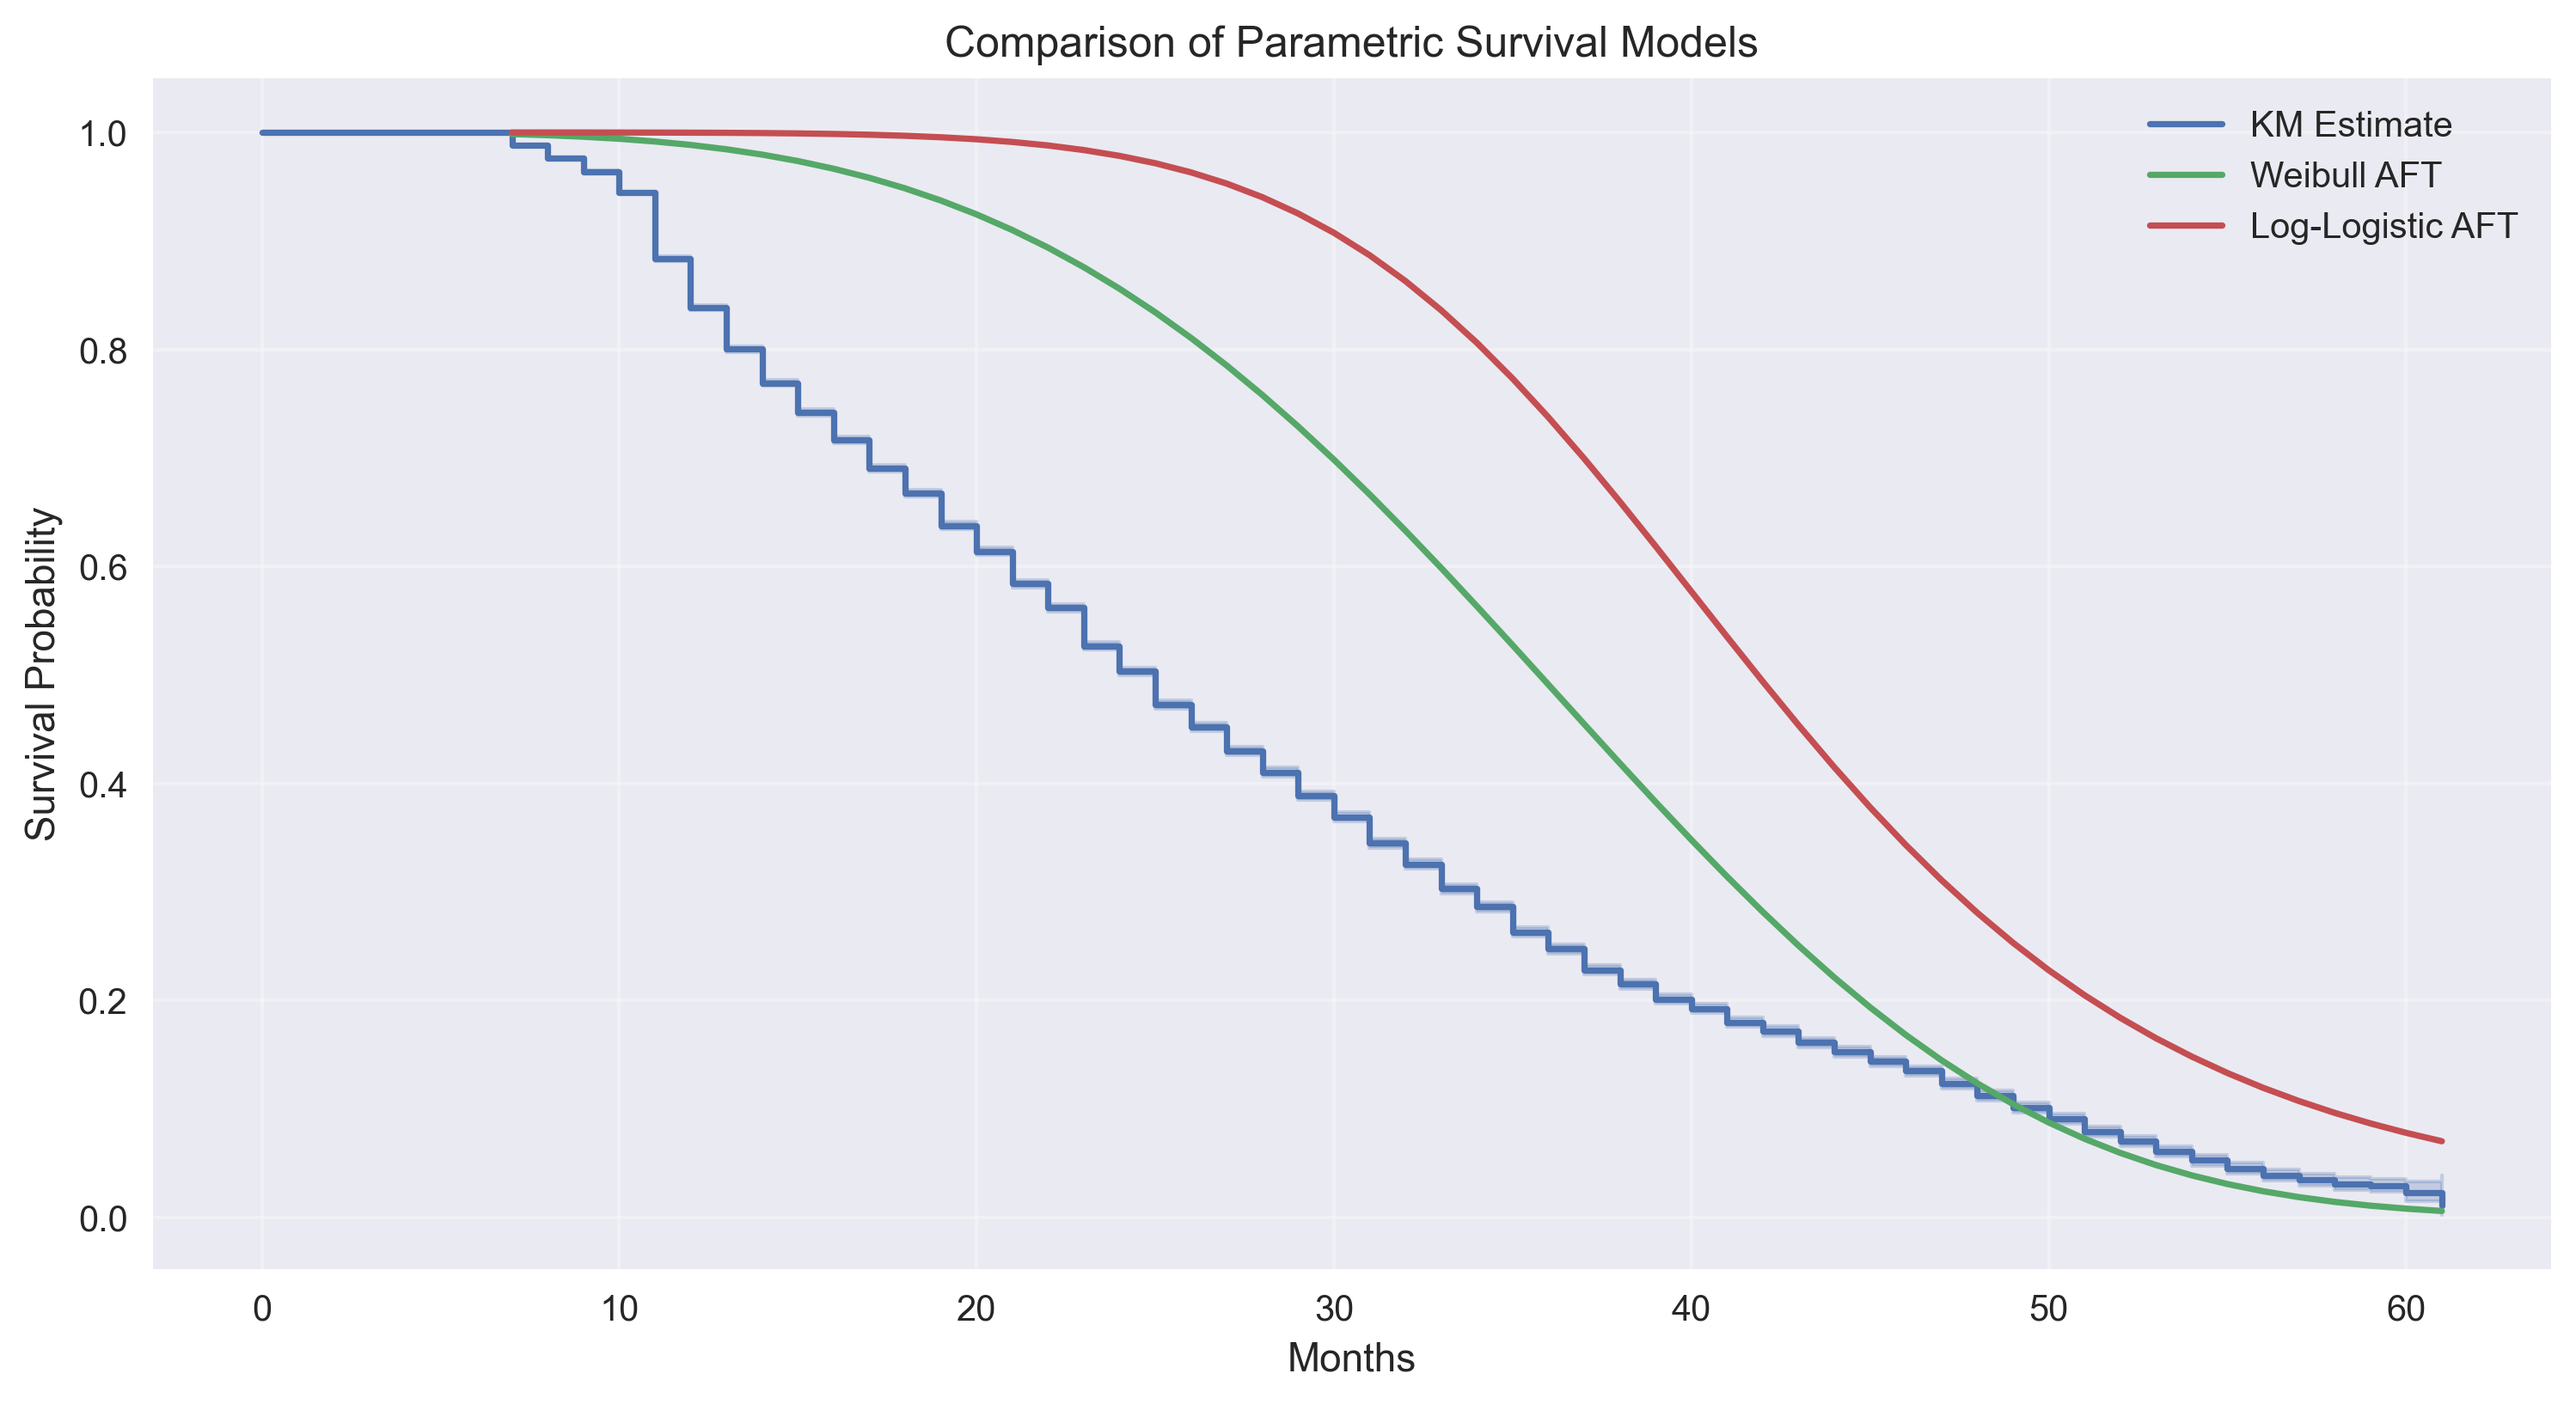 Comparison of Parametric Survival Models
KM Estimate
Weibull AFT
Log-Logistic AFT
Survival Probability
1.0
0.8
0.6
0.4
0.2
0.0
0 10 20 30 40 50 60
Months